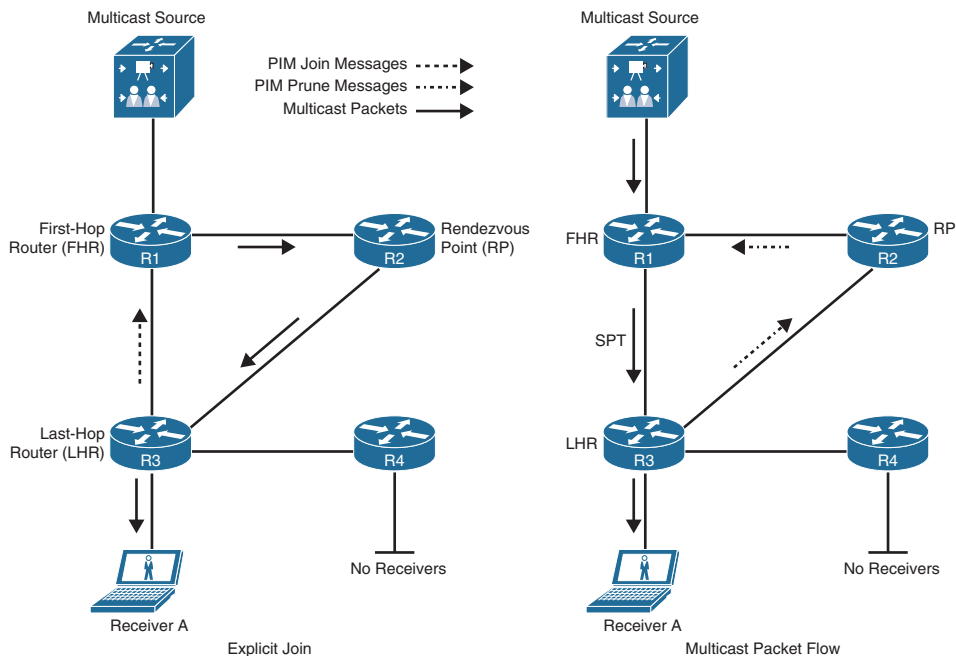 Multicast Source
PIM Join Messages
PIM Prune Messages
Multicast Packets
First-Hop
Router (FHR)
R1
Rendezvous
Point (RP)
R2
Last-Hop
Router (LHR)
R3
R4
No Receivers
Receiver A
Explicit Join
Multicast Source
FHR
R1
RP
R2
SPT
LHR
R3
R4
No Receivers
Receiver A
Multicast Packet Flow